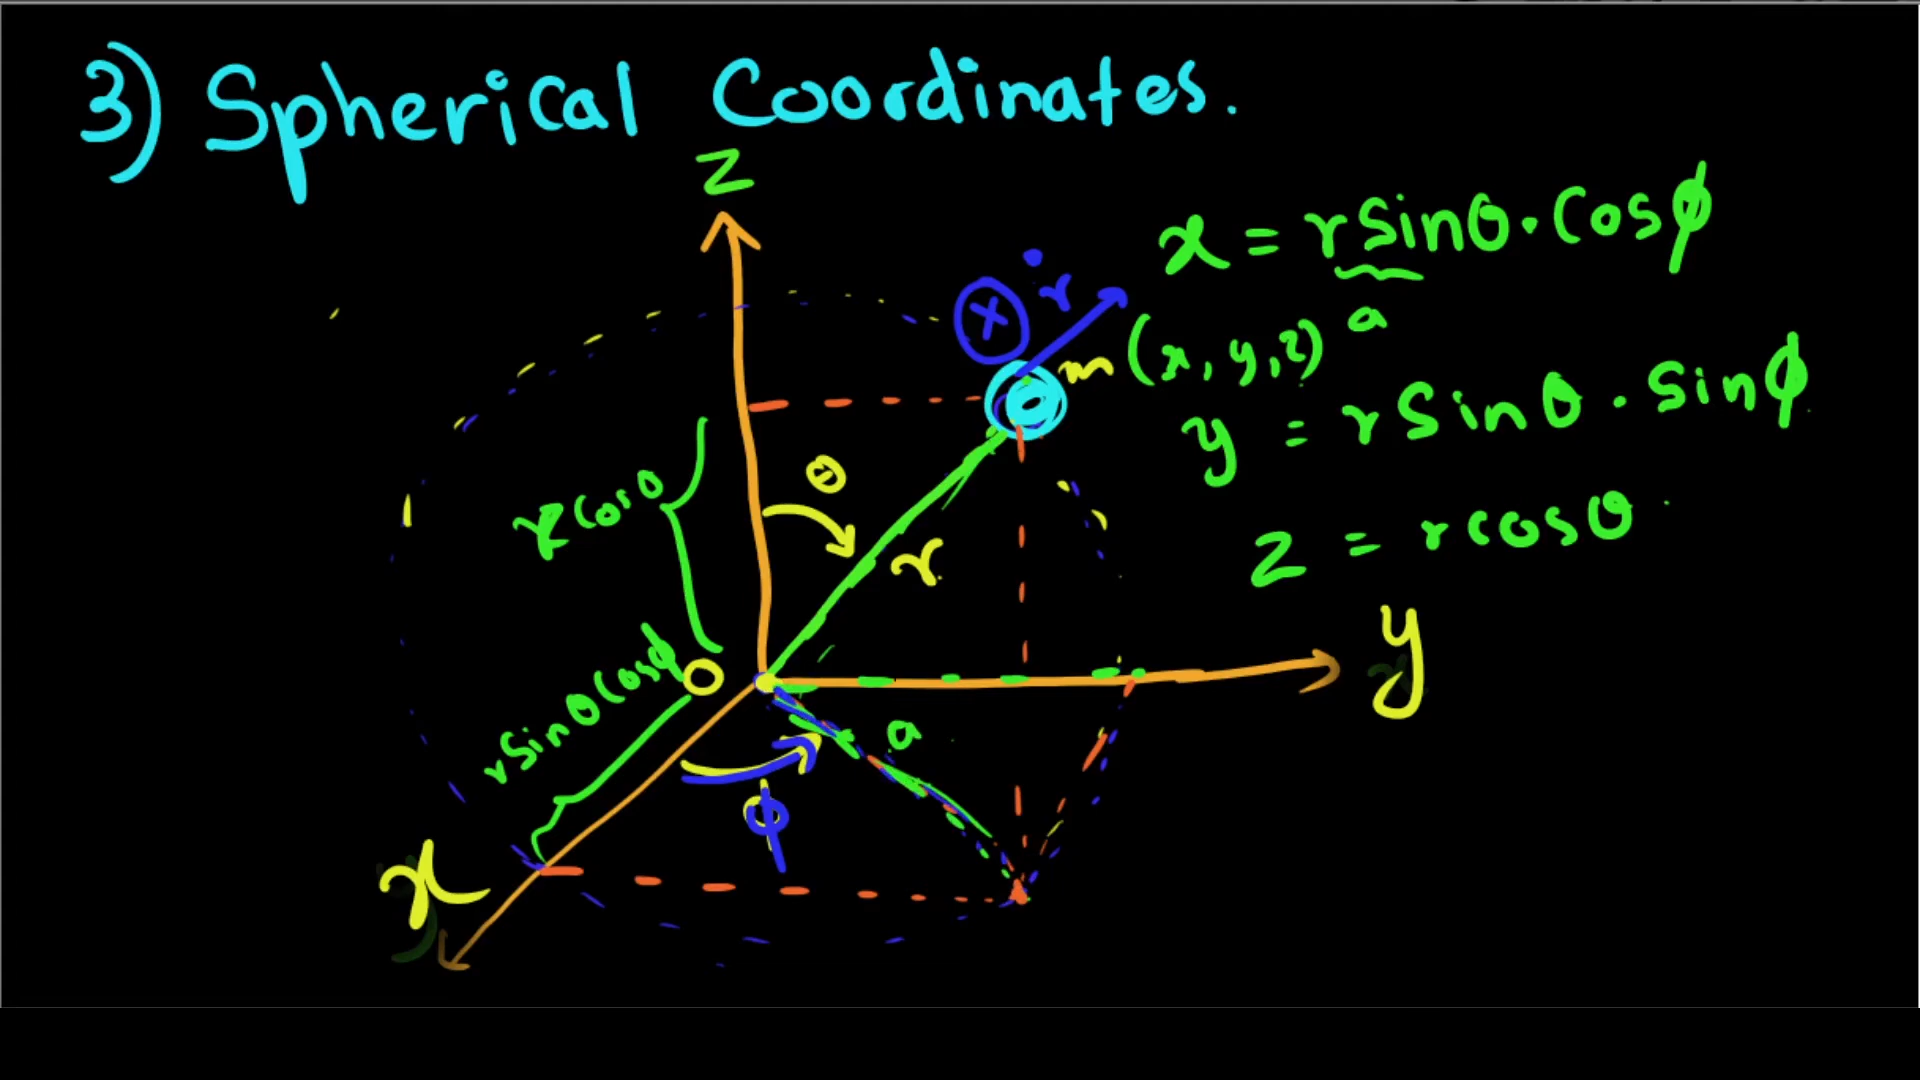 3) Spherical Coordinates.
z
x = r sinθ · cosϕ
ṙ
a
m (x, y, z)
y = r sinθ · sinϕ
θ
r cosθ
r
z = r cosθ
y
O
r sinθ cosϕ
a
ϕ
x